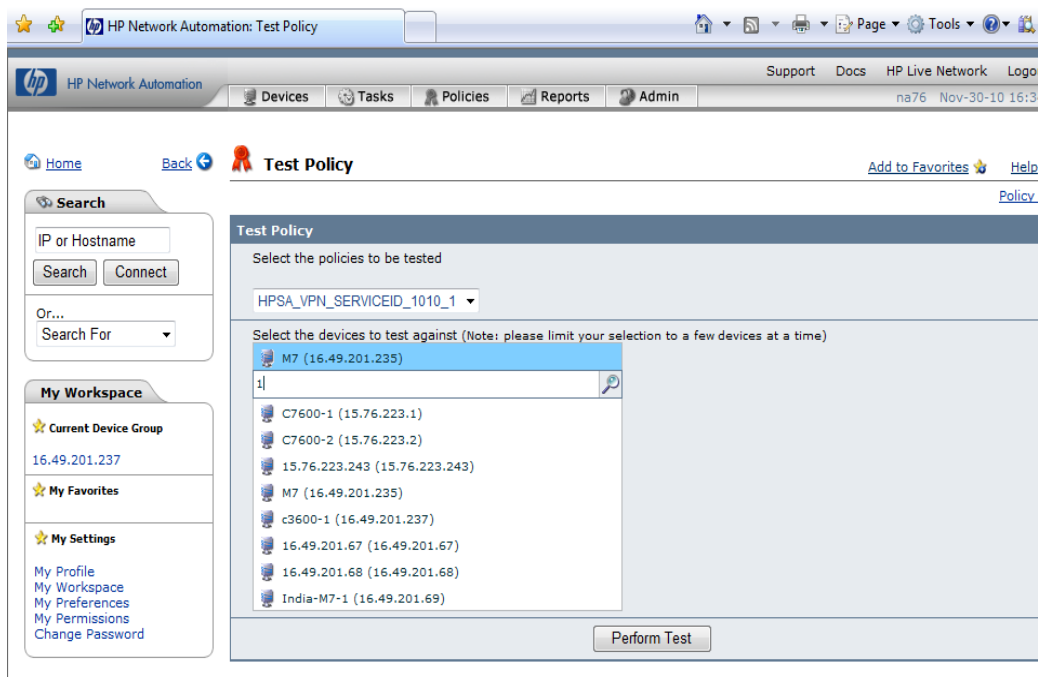 HP Network Automation: Test Policy
Page
Tools
hp HP Network Automation
Support Docs HP Live Network Logo
Devices Tasks Policies Reports Admin
na76 Nov-30-10 16:3
Home Back
Test Policy
Add to Favorites Help
Policy
Search
IP or Hostname
Search Connect
Or...
Search For
My Workspace
Current Device Group
16.49.201.237
My Favorites
My Settings
My Profile
My Workspace
My Preferences
My Permissions
Change Password
Test Policy
Select the policies to be tested
HPSA_VPN_SERVICEID_1010_1
Select the devices to test against (Note: please limit your selection to a few devices at a time)
M7 (16.49.201.235)
1
C7600-1 (15.76.223.1)
C7600-2 (15.76.223.2)
15.76.223.243 (15.76.223.243)
M7 (16.49.201.235)
c3600-1 (16.49.201.237)
16.49.201.67 (16.49.201.67)
16.49.201.68 (16.49.201.68)
India-M7-1 (16.49.201.69)
Perform Test